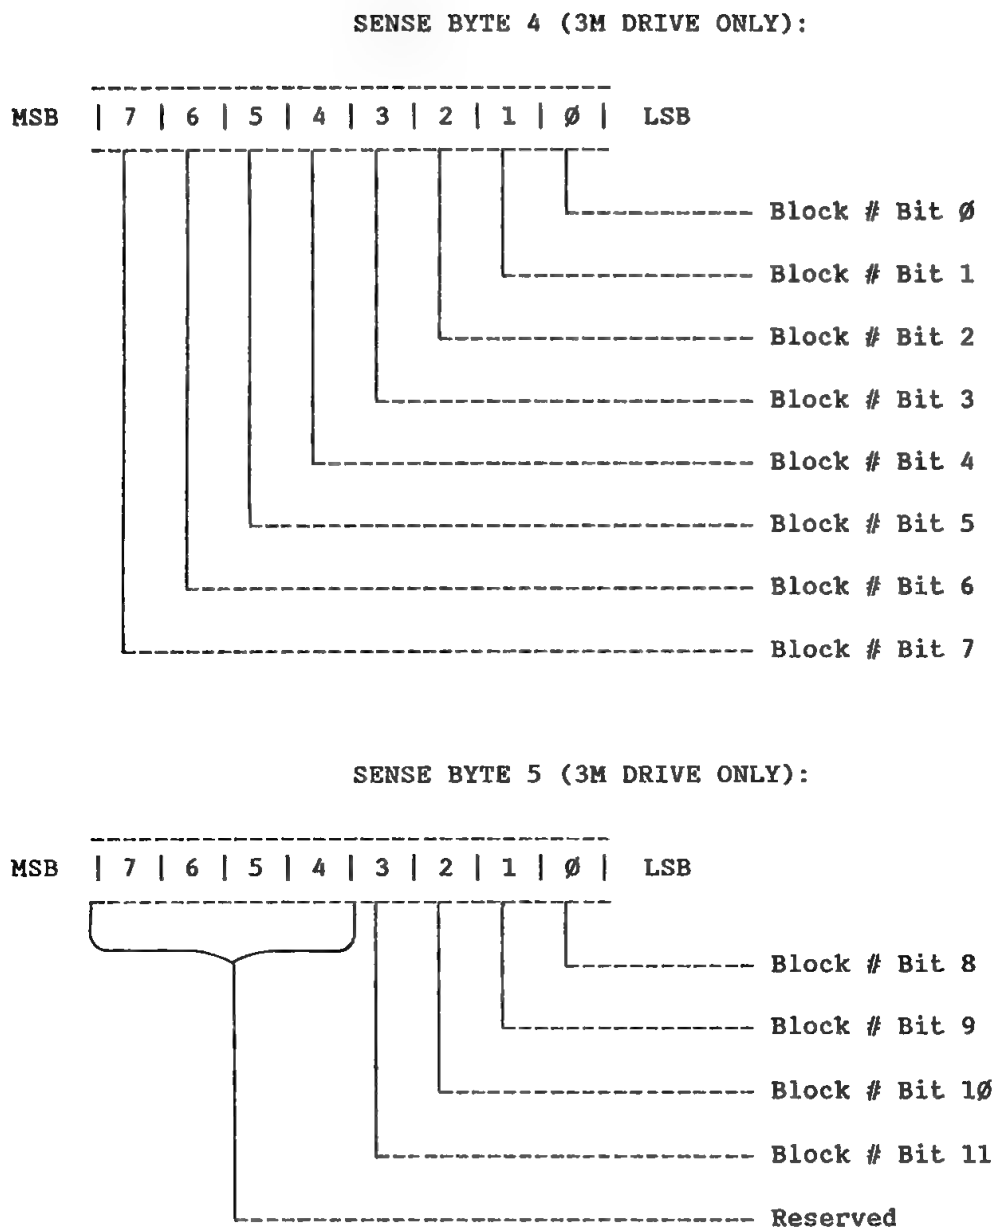 SENSE BYTE 4 (3M DRIVE ONLY):
MSB | 7 | 6 | 5 | 4 | 3 | 2 | 1 | Ø | LSB
Block # Bit Ø
Block # Bit 1
Block # Bit 2
Block # Bit 3
Block # Bit 4
Block # Bit 5
Block # Bit 6
Block # Bit 7
SENSE BYTE 5 (3M DRIVE ONLY):
MSB | 7 | 6 | 5 | 4 | 3 | 2 | 1 | Ø | LSB
Block # Bit 8
Block # Bit 9
Block # Bit 1Ø
Block # Bit 11
Reserved